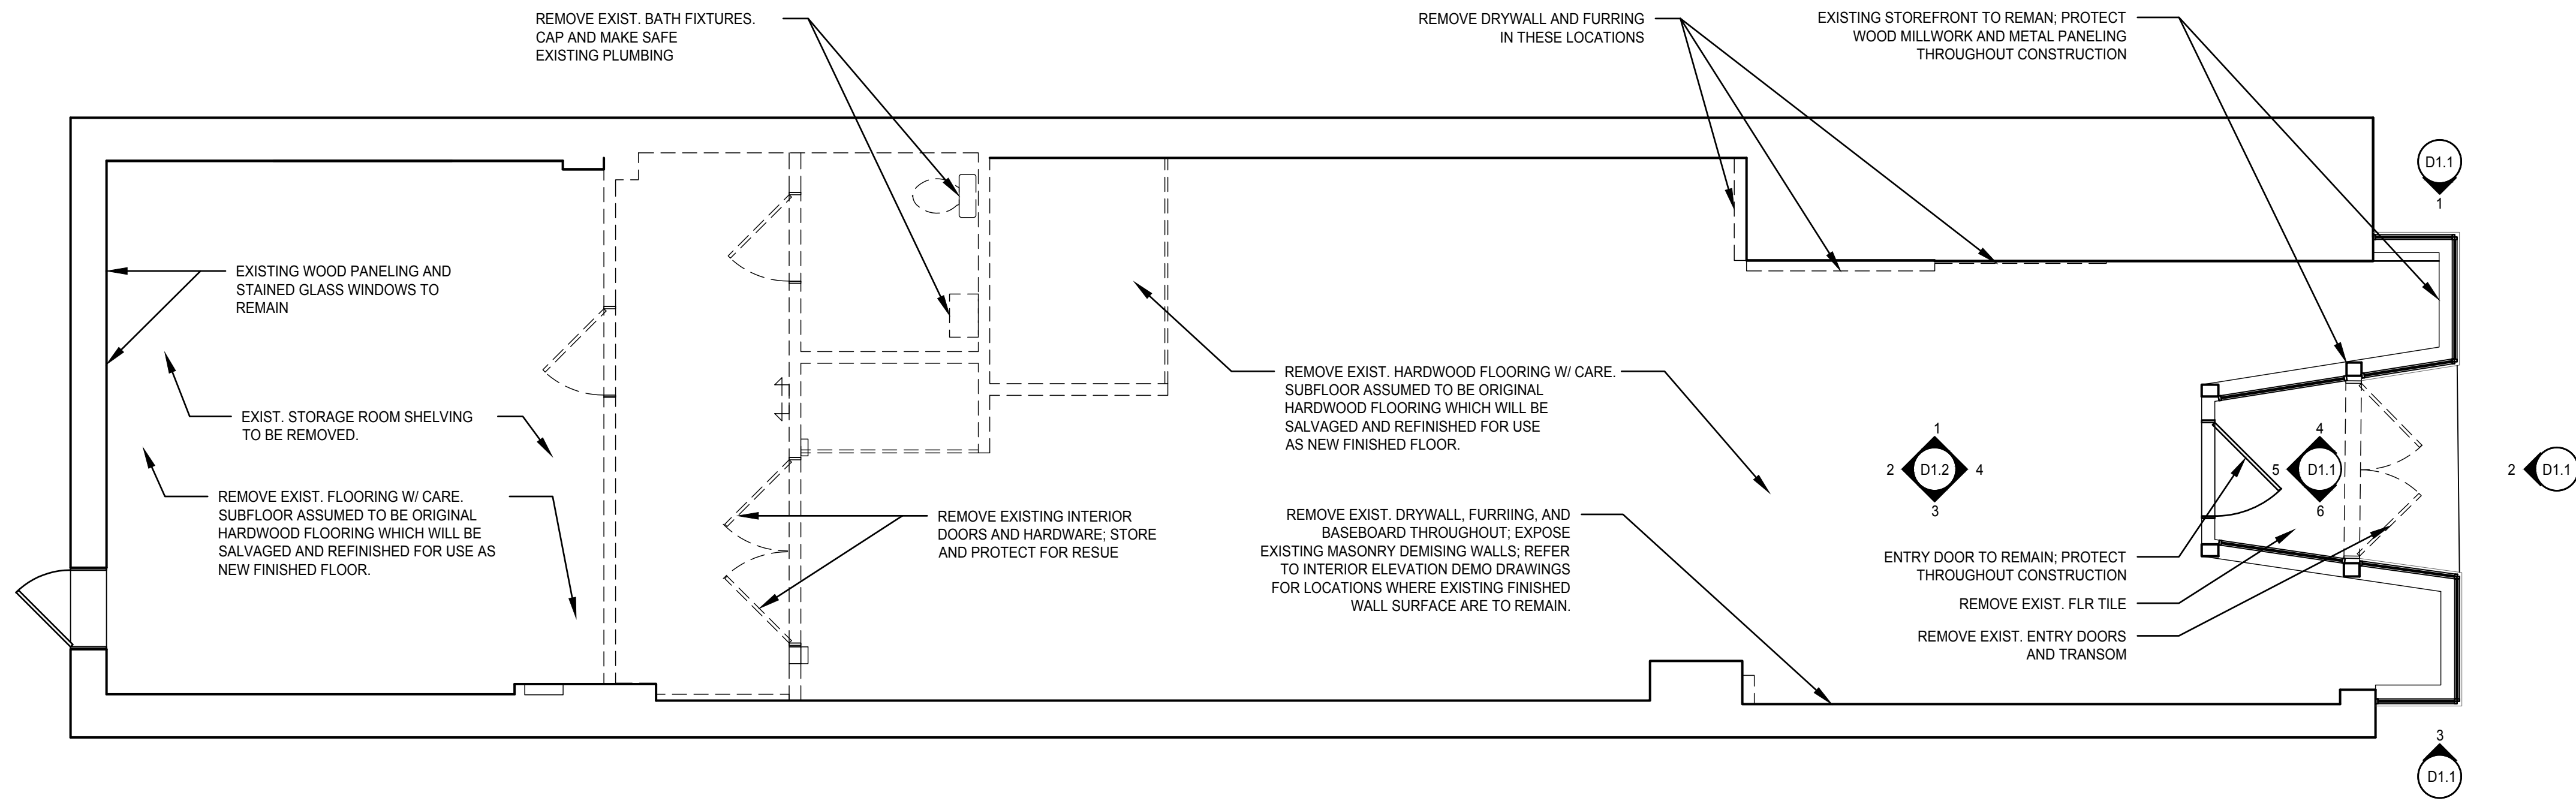 REMOVE EXIST. BATH FIXTURES.
CAP AND MAKE SAFE
EXISTING PLUMBING
REMOVE DRYWALL AND FURRING
IN THESE LOCATIONS
EXISTING STOREFRONT TO REMAN; PROTECT
WOOD MILLWORK AND METAL PANELING
THROUGHOUT CONSTRUCTION
D1.1
1
EXISTING WOOD PANELING AND
STAINED GLASS WINDOWS TO
REMAIN
EXIST. STORAGE ROOM SHELVING
TO BE REMOVED.
REMOVE EXIST. FLOORING W/ CARE.
SUBFLOOR ASSUMED TO BE ORIGINAL
HARDWOOD FLOORING WHICH WILL BE
SALVAGED AND REFINISHED FOR USE AS
NEW FINISHED FLOOR.
REMOVE EXISTING INTERIOR
DOORS AND HARDWARE; STORE
AND PROTECT FOR RESUE
REMOVE EXIST. HARDWOOD FLOORING W/ CARE.
SUBFLOOR ASSUMED TO BE ORIGINAL
HARDWOOD FLOORING WHICH WILL BE
SALVAGED AND REFINISHED FOR USE
AS NEW FINISHED FLOOR.
REMOVE EXIST. DRYWALL, FURRIING, AND
BASEBOARD THROUGHOUT; EXPOSE
EXISTING MASONRY DEMISING WALLS; REFER
TO INTERIOR ELEVATION DEMO DRAWINGS
FOR LOCATIONS WHERE EXISTING FINISHED
WALL SURFACE ARE TO REMAIN.
1
2 D1.2 4
3
4
5 D1.1
6
2 D1.1
ENTRY DOOR TO REMAIN; PROTECT
THROUGHOUT CONSTRUCTION
REMOVE EXIST. FLR TILE
REMOVE EXIST. ENTRY DOORS
AND TRANSOM
3
D1.1